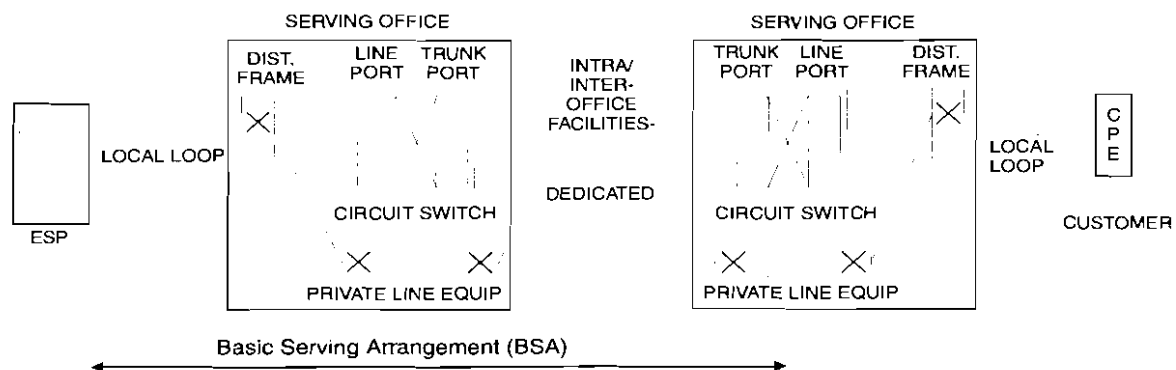 SERVING OFFICE
DIST.
FRAME
LINE
PORT
TRUNK
PORT
LOCAL LOOP
ESP
CIRCUIT SWITCH
PRIVATE LINE EQUIP
INTRA/
INTER-
OFFICE
FACILITIES-
DEDICATED
SERVING OFFICE
TRUNK
PORT
LINE
PORT
DIST.
FRAME
CIRCUIT SWITCH
PRIVATE LINE EQUIP
LOCAL
LOOP
C
P
E
CUSTOMER
Basic Serving Arrangement (BSA)